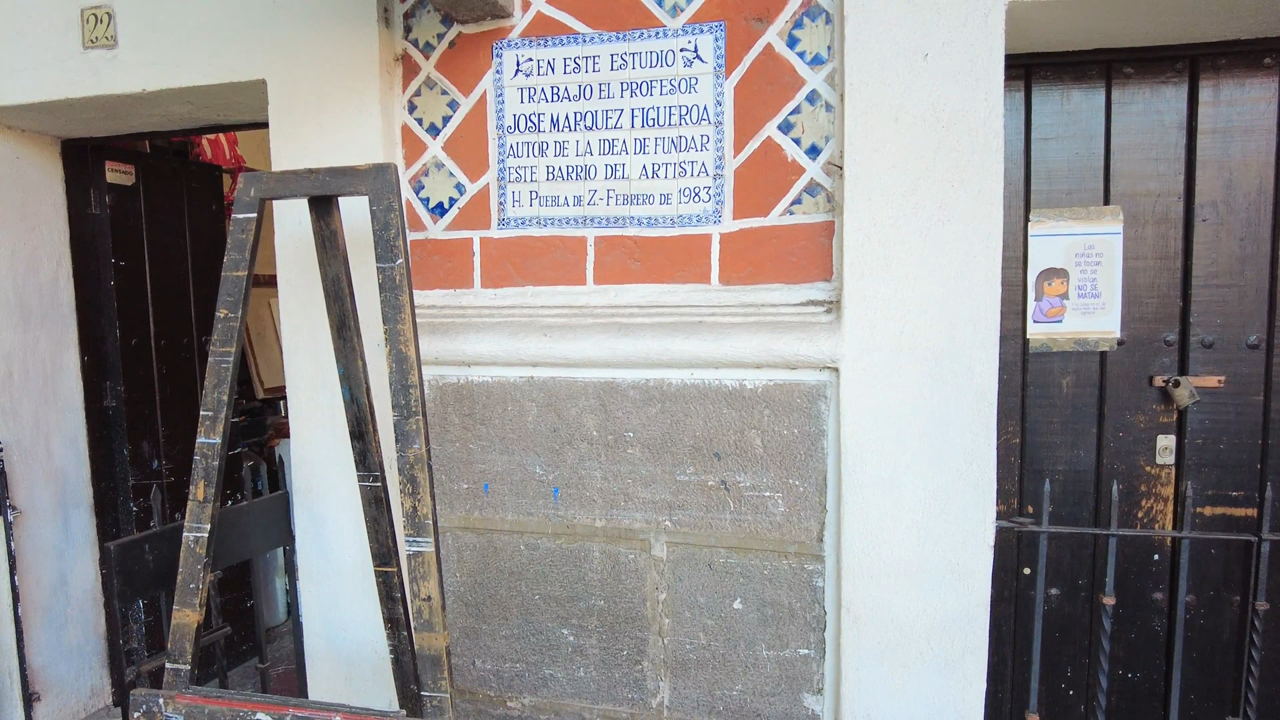 22
CENSADO
EN ESTE ESTUDIO
TRABAJO EL PROFESOR
JOSE MARQUEZ FIGUEROA
AUTOR DE LA IDEA DE FUNDAR
ESTE BARRIO DEL ARTISTA
H. PUEBLA DE Z.-FEBRERO DE 1983
Las
niñas no
se tocan
no se
violan
¡NO SE
MATAN!